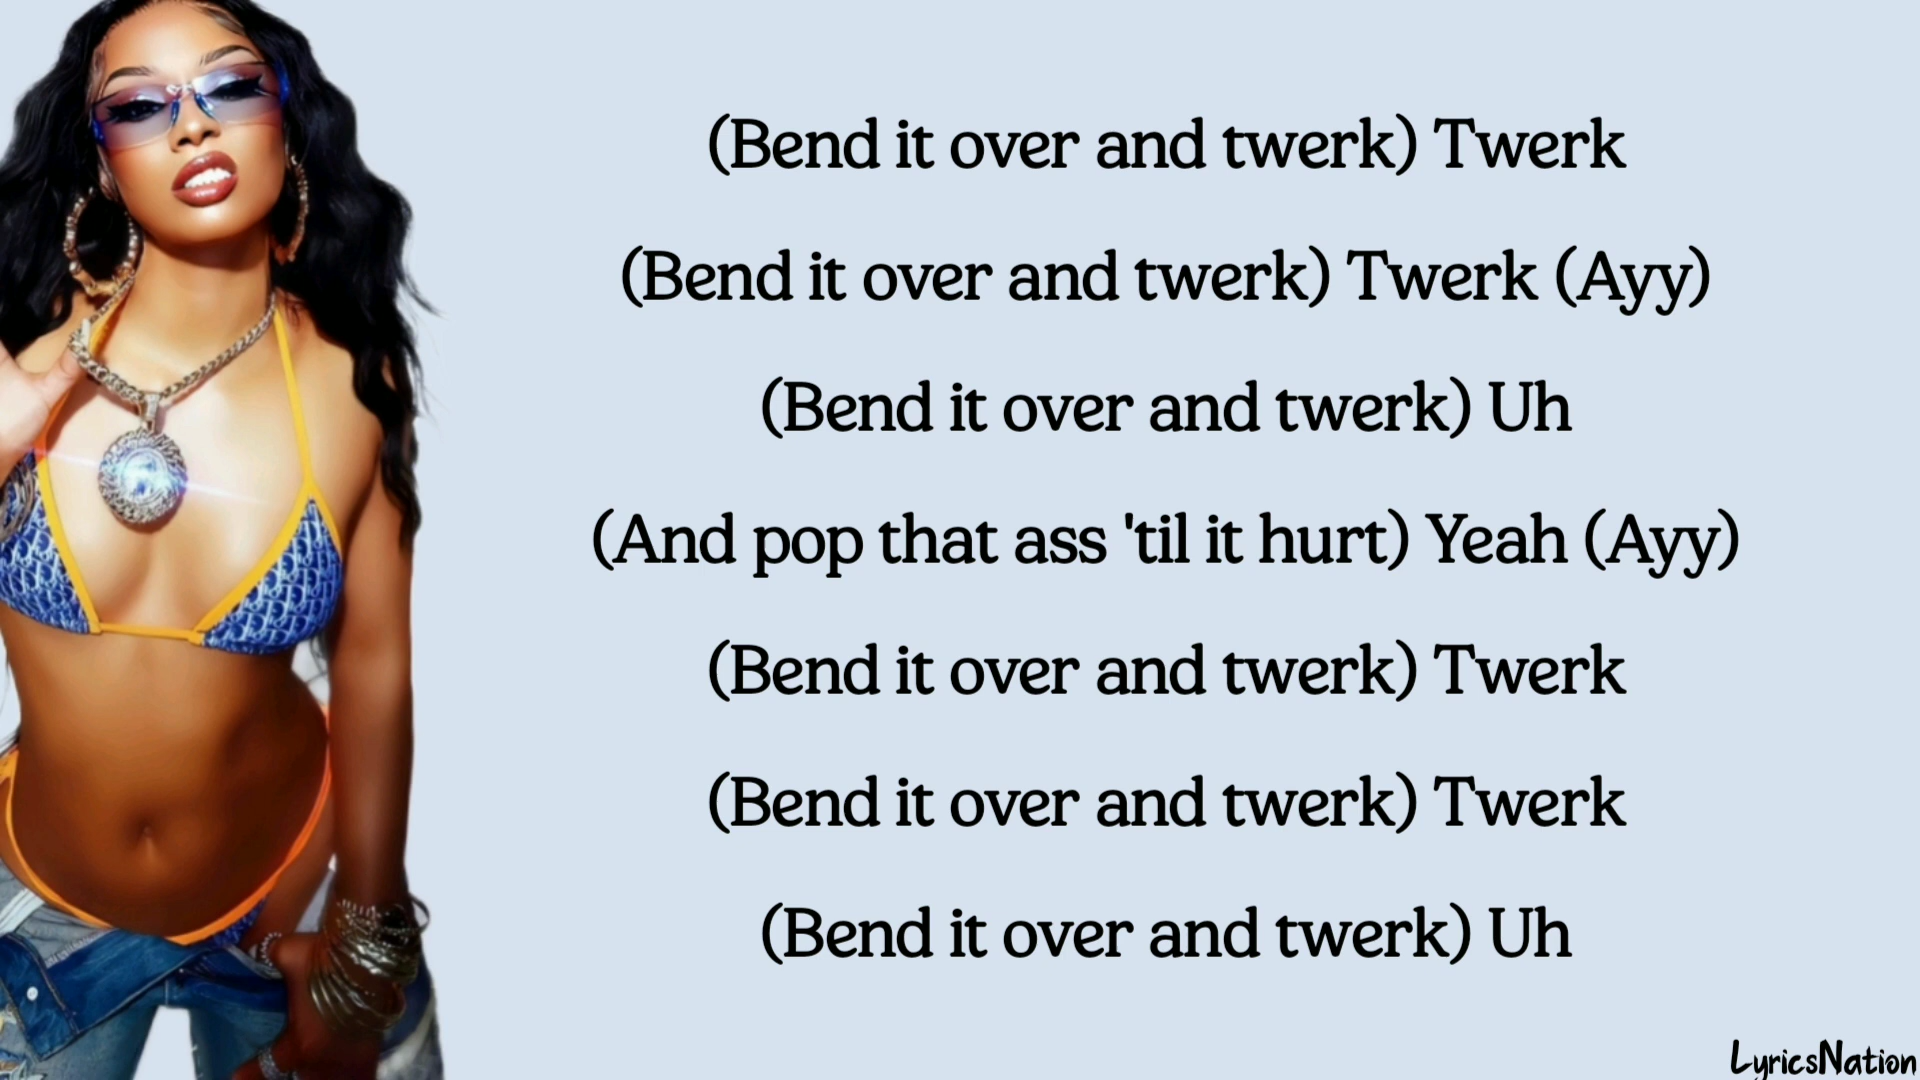 (Bend it over and twerk) Twerk
(Bend it over and twerk) Twerk (Ayy)
(Bend it over and twerk) Uh
(And pop that ass 'til it hurt) Yeah (Ayy)
(Bend it over and twerk) Twerk
(Bend it over and twerk) Twerk
(Bend it over and twerk) Uh
LyricsNation